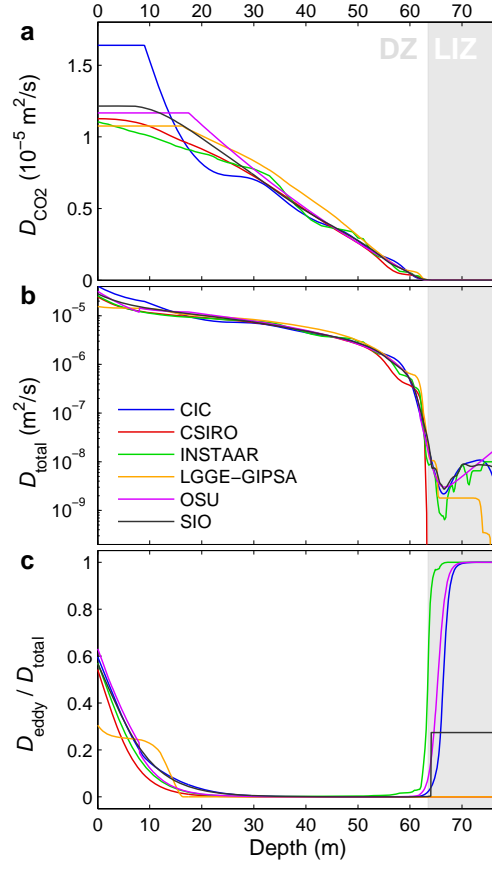 0 10 20 30 40 50 60 70
a
DZ LIZ
1.5
1
0.5
0
D_CO2 (10^−5 m^2/s)
b
10^−5
10^−6
10^−7
10^−8
10^−9
D_total (m^2/s)
CIC
CSIRO
INSTAAR
LGGE−GIPSA
OSU
SIO
c
1
0.8
0.6
0.4
0.2
0
D_eddy / D_total
0 10 20 30 40 50 60 70
Depth (m)